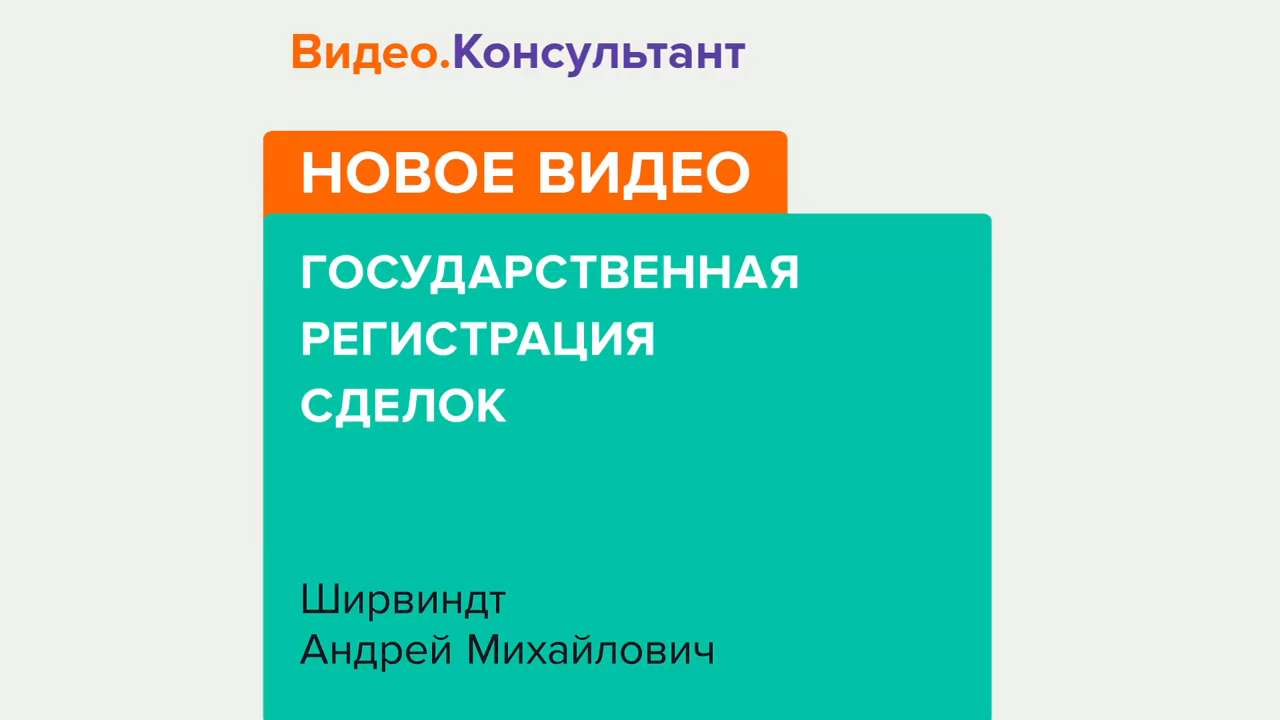 Видео.Консультант
НОВОЕ ВИДЕО
ГОСУДАРСТВЕННАЯ
РЕГИСТРАЦИЯ
СДЕЛОК
Ширвиндт
Андрей Михайлович